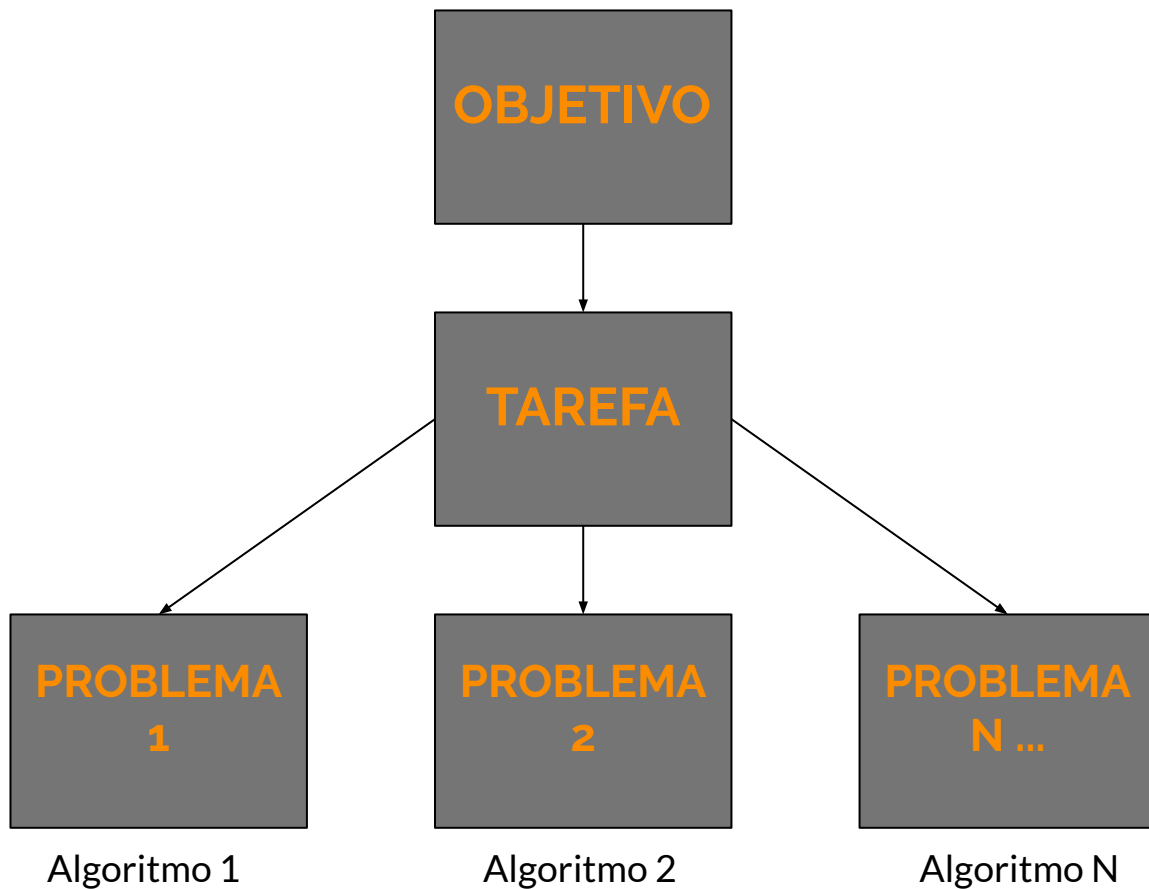 OBJETIVO
TAREFA
PROBLEMA
1
PROBLEMA
2
PROBLEMA
N ...
Algoritmo 1
Algoritmo 2
Algoritmo N